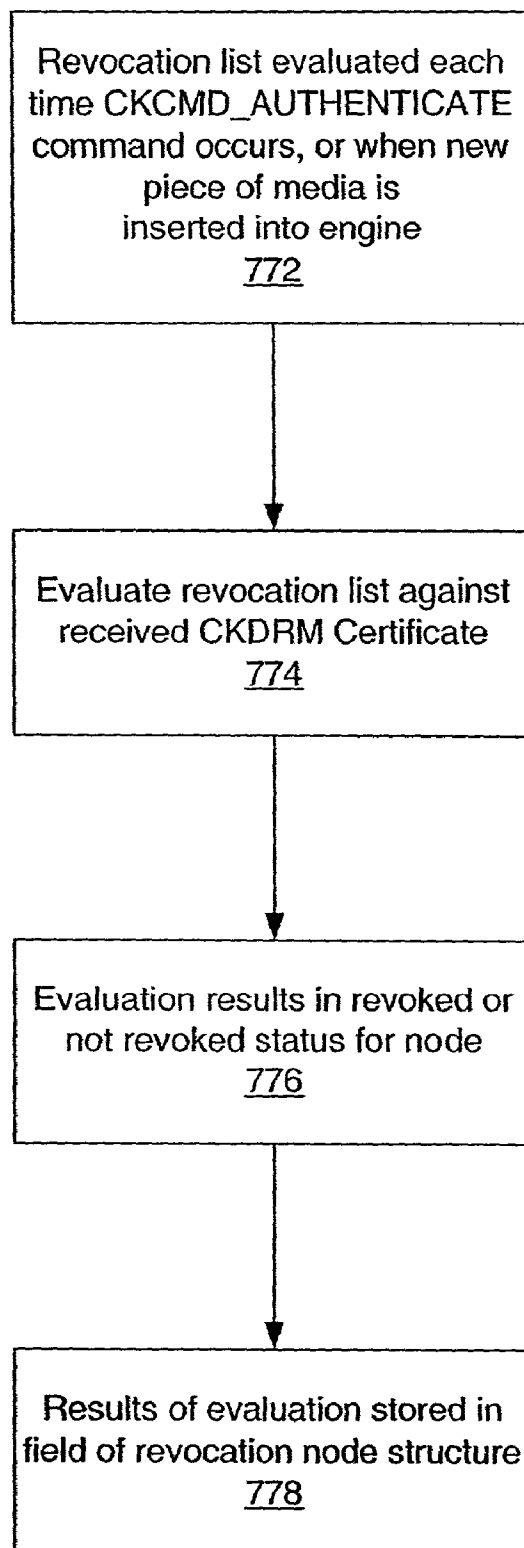 Revocation list evaluated each
time CKCMD_AUTHENTICATE
command occurs, or when new
piece of media is
inserted into engine
772
Evaluate revocation list against
received CKDRM Certificate
774
Evaluation results in revoked or
not revoked status for node
776
Results of evaluation stored in
field of revocation node structure
778